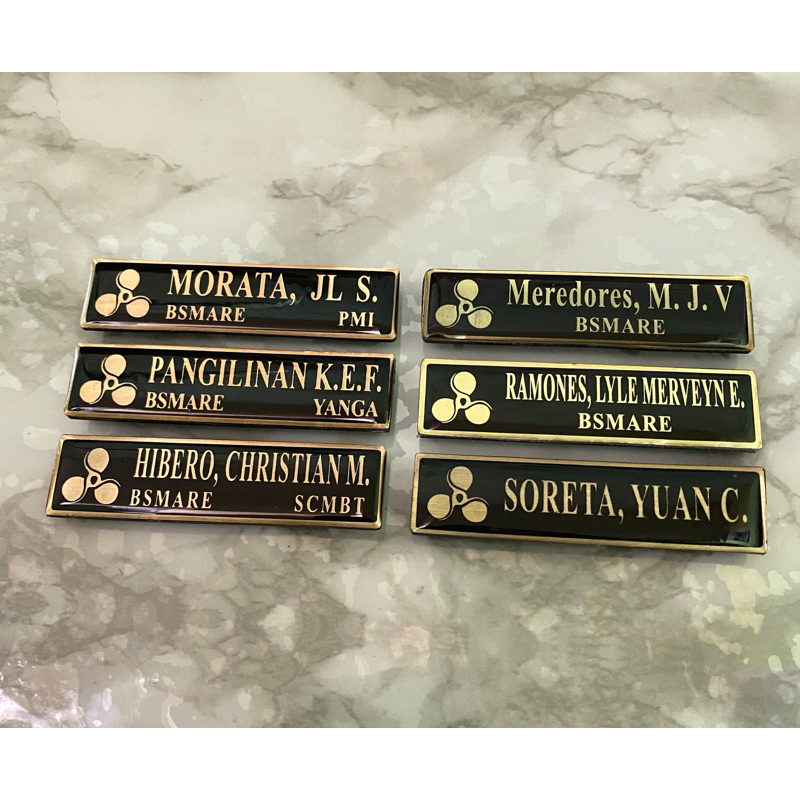 MORATA, JL S.
BSMARE PMI
PANGILINAN K.E.F.
BSMARE YANGA
HIBERO, CHRISTIAN M.
BSMARE SCMBT
Meredores, M. J. V
BSMARE
RAMONES, LYLE MERVEYN E.
BSMARE
SORETA, YUAN C.